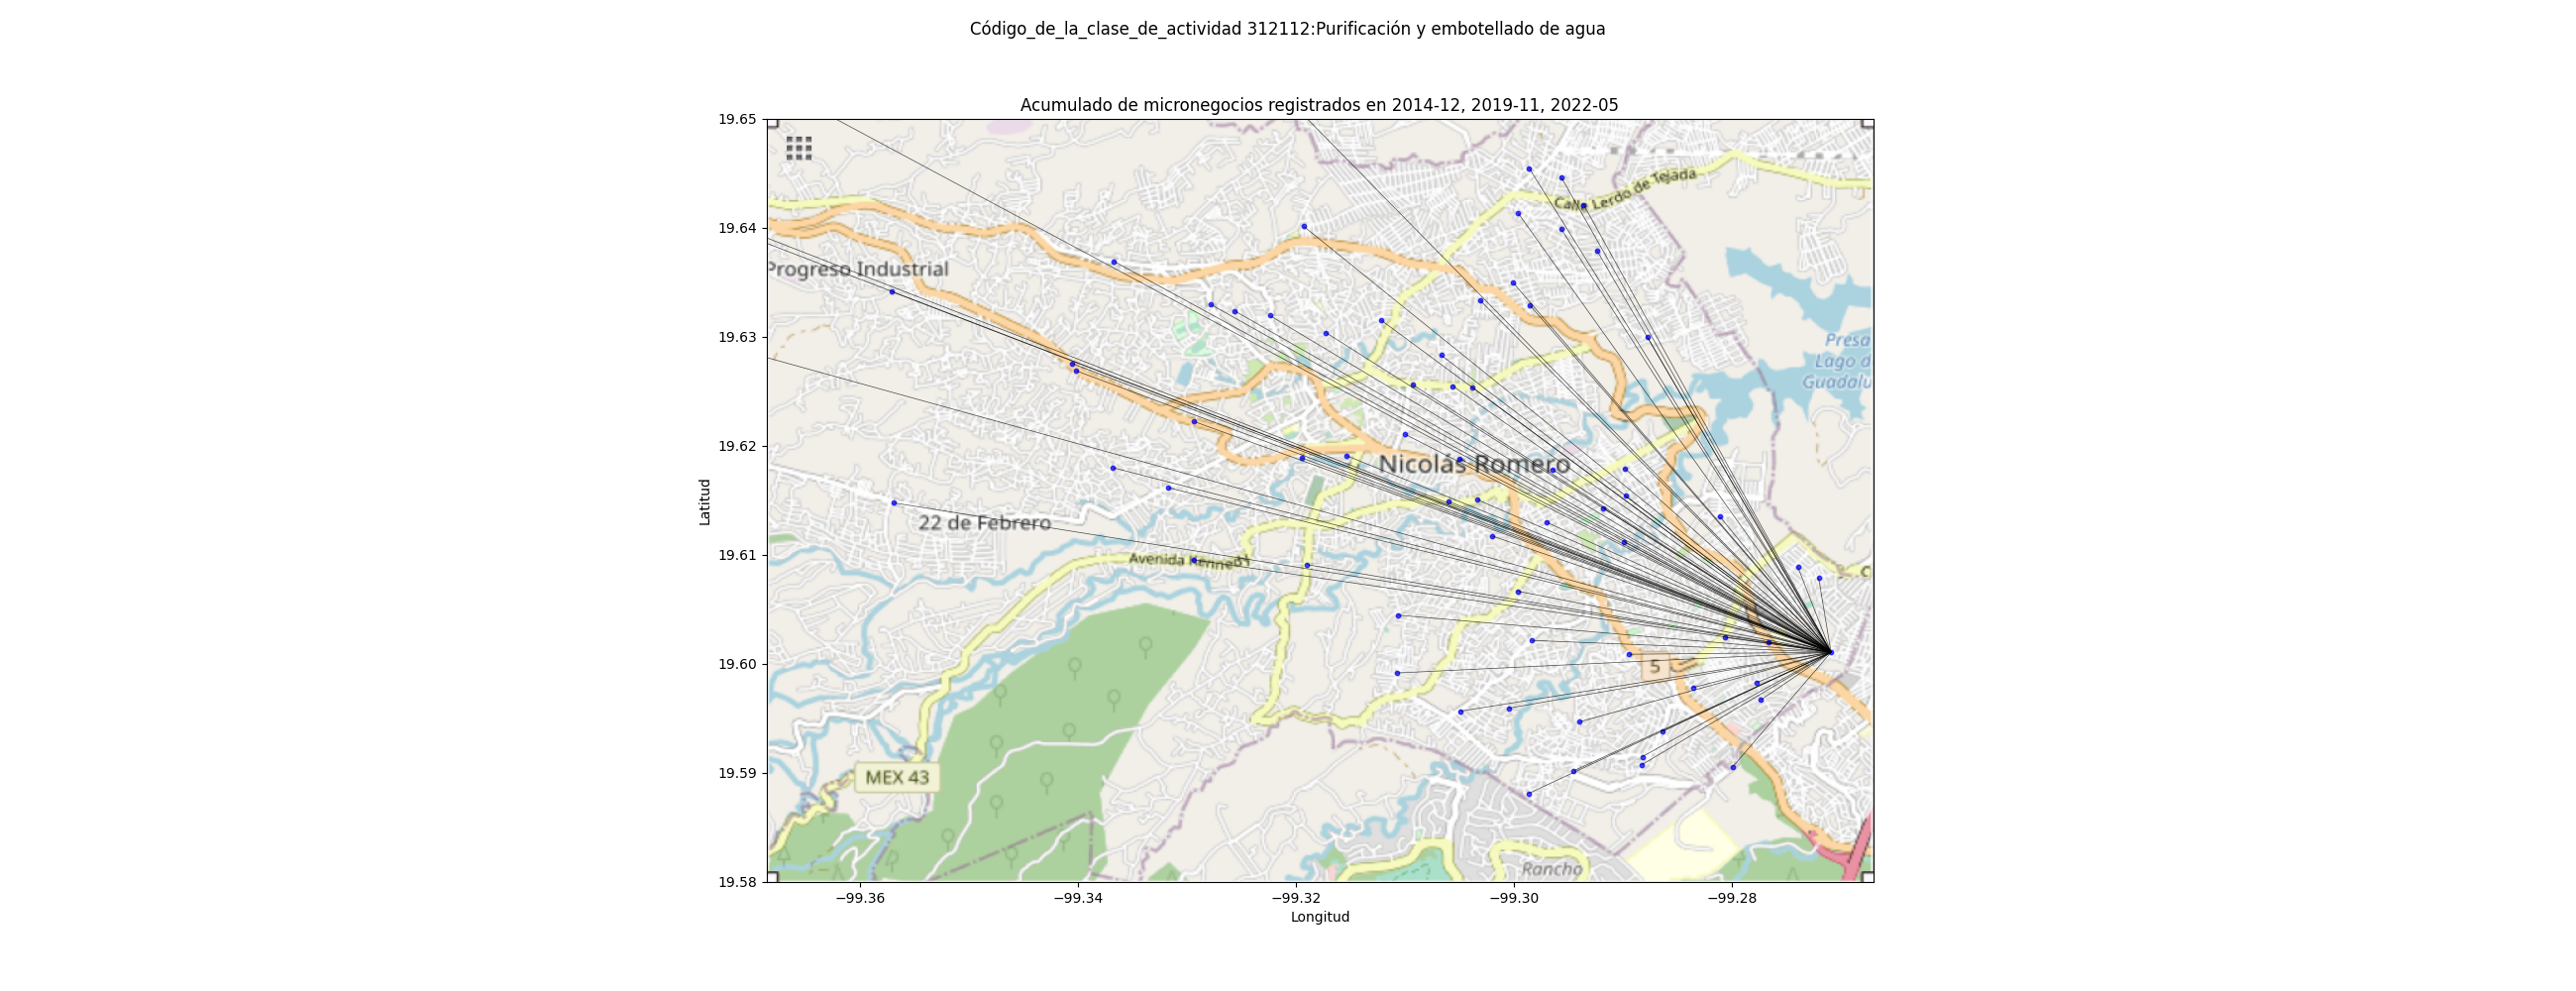 Código_de_la_clase_de_actividad 312112:Purificación y embotellado de agua
Acumulado de micronegocios registrados en 2014-12, 2019-11, 2022-05
19.65
19.64
19.63
19.62
19.61
19.60
19.59
19.58
Latitud
Calle Lerdo de Tejada
Progreso Industrial
Presa
Lago d
Guadalu
Nicolás Romero
22 de Febrero
Avenida Kennedy
C
5
MEX 43
Rancho
−99.36
−99.34
−99.32
−99.30
−99.28
Longitud